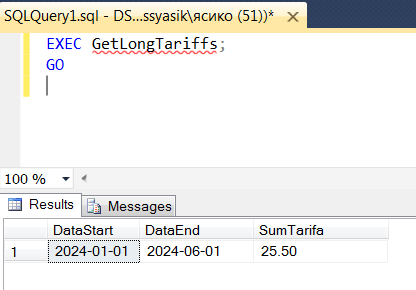 SQLQuery1.sql - DS...ssyasik\ясико (51))*
EXEC GetLongTariffs;
GO
100 %
Results Messages
DataStart DataEnd SumTarifa
1 2024-01-01 2024-06-01 25.50